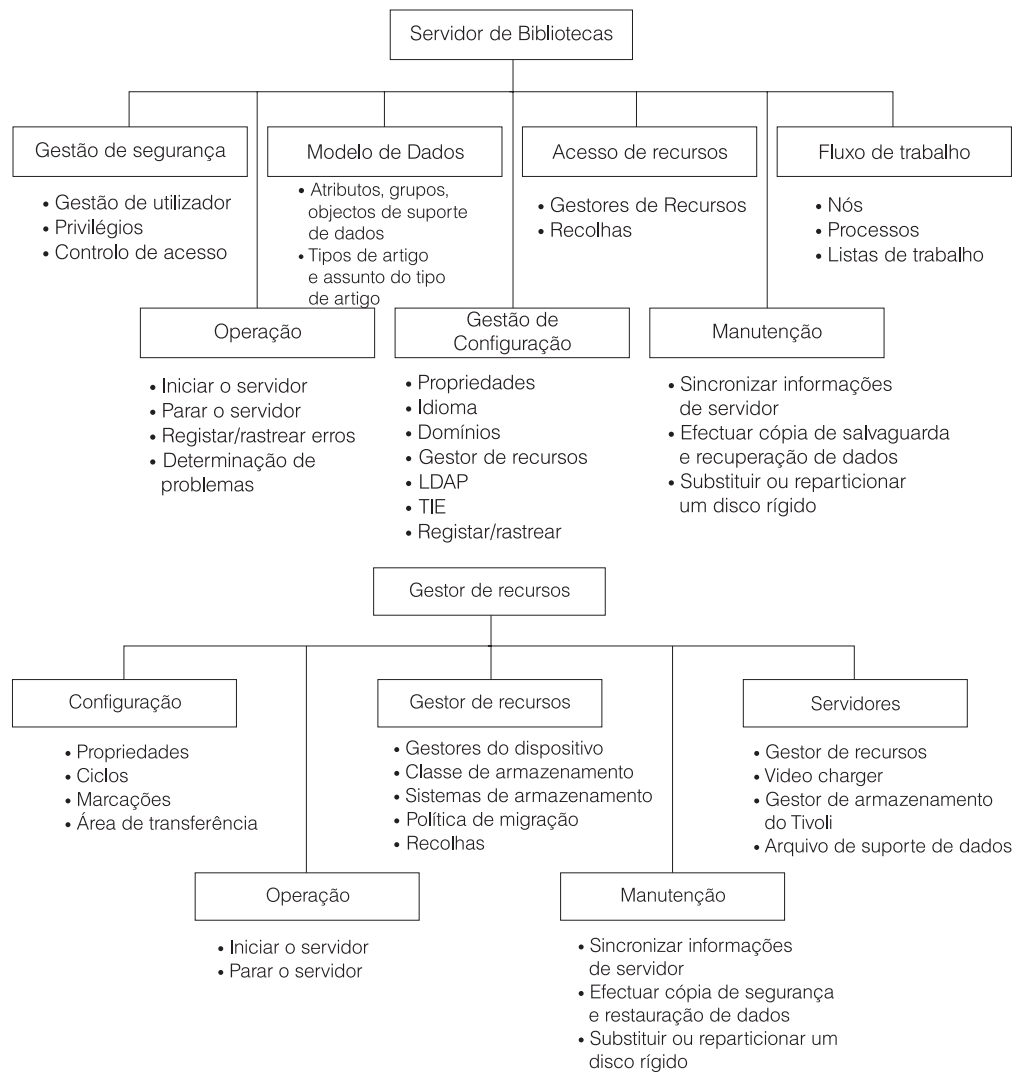 Servidor de Bibliotecas
Gestão de segurança
• Gestão de utilizador
• Privilégios
• Controlo de acesso
Modelo de Dados
• Atributos, grupos,
objectos de suporte
de dados
• Tipos de artigo
e assunto do tipo
de artigo
Acesso de recursos
• Gestores de Recursos
• Recolhas
Fluxo de trabalho
• Nós
• Processos
• Listas de trabalho
Operação
• Iniciar o servidor
• Parar o servidor
• Registar/rastrear erros
• Determinação de
problemas
Gestão de
Configuração
• Propriedades
• Idioma
• Domínios
• Gestor de recursos
• LDAP
• TIE
• Registar/rastrear
Manutenção
• Sincronizar informações
de servidor
• Efectuar cópia de salvaguarda
e recuperação de dados
• Substituir ou reparticionar
um disco rígido
Gestor de recursos
Configuração
• Propriedades
• Ciclos
• Marcações
• Área de transferência
Gestor de recursos
• Gestores do dispositivo
• Classe de armazenamento
• Sistemas de armazenamento
• Política de migração
• Recolhas
Servidores
• Gestor de recursos
• Video charger
• Gestor de armazenamento
do Tivoli
• Arquivo de suporte de dados
Operação
• Iniciar o servidor
• Parar o servidor
Manutenção
• Sincronizar informações
de servidor
• Efectuar cópia de segurança
e restauração de dados
• Substituir ou reparticionar um
disco rígido